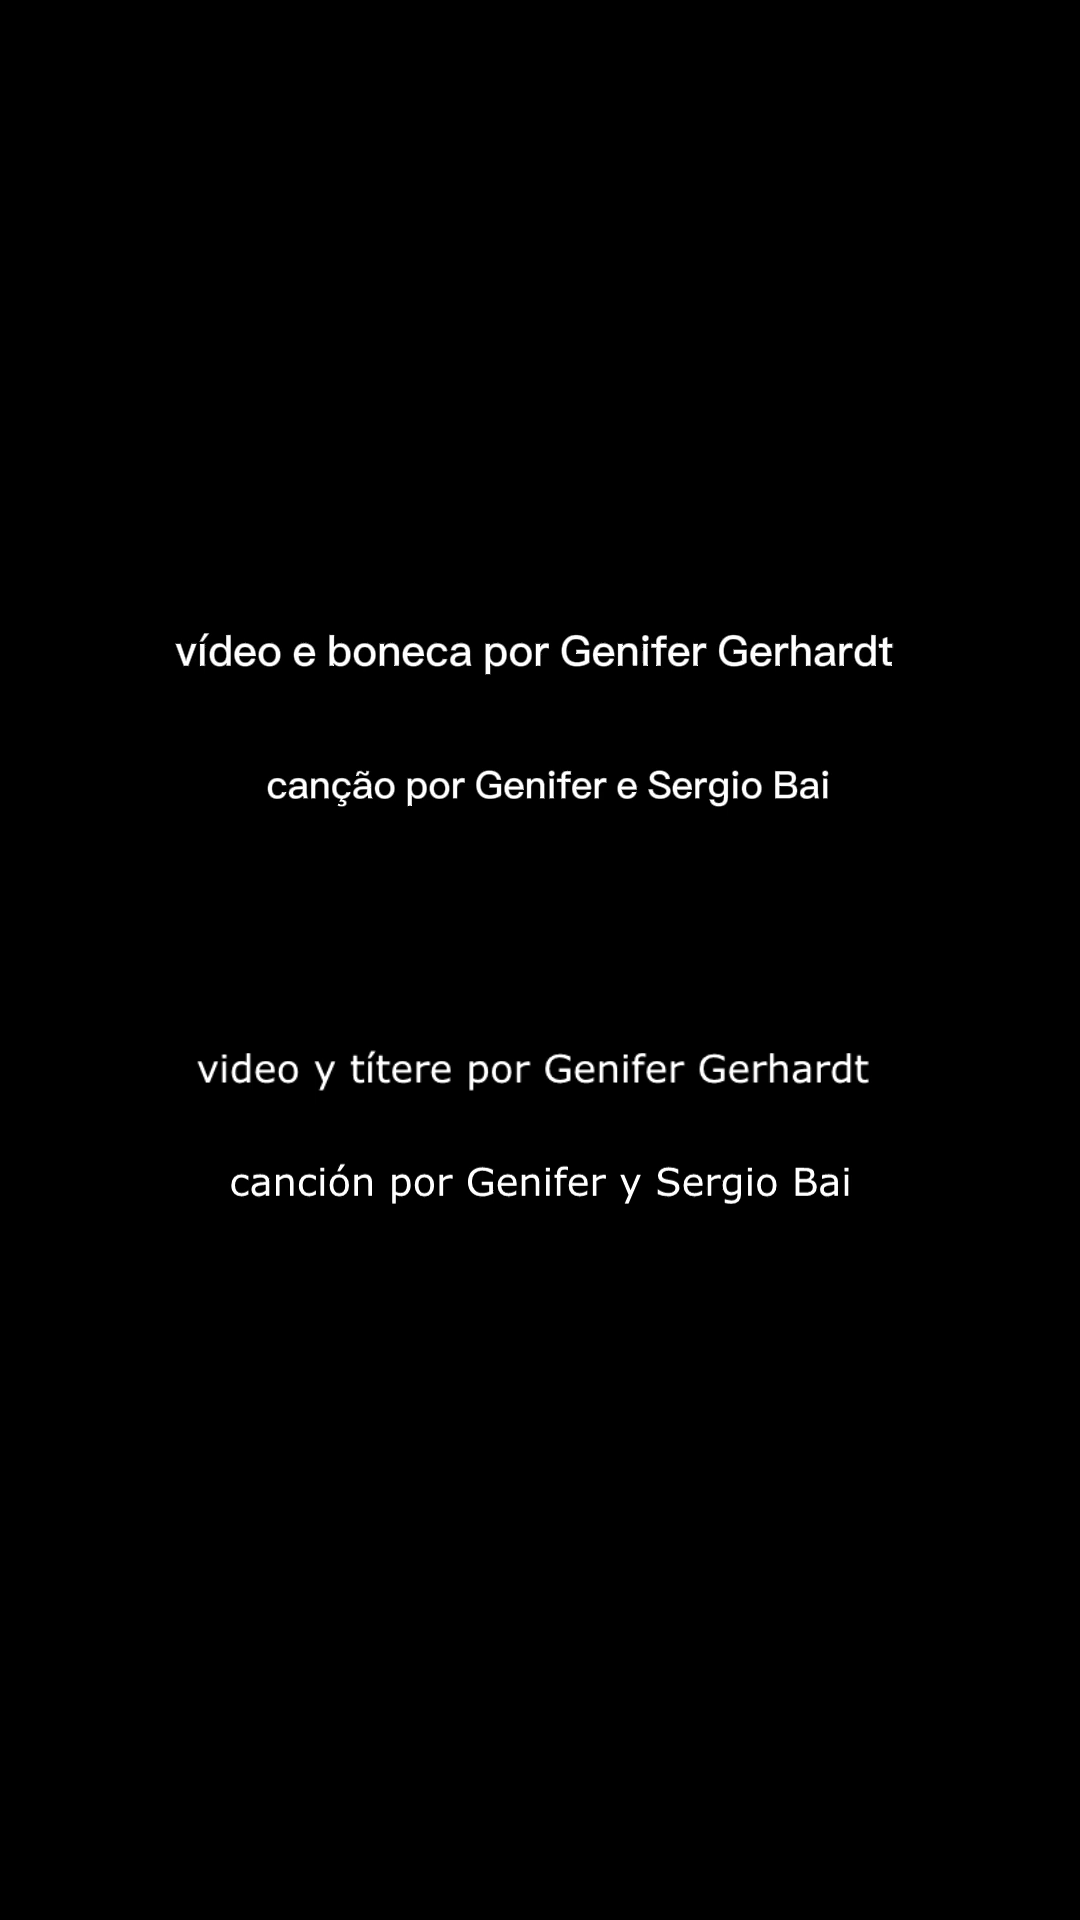 vídeo e boneca por Genifer Gerhardt
canção por Genifer e Sergio Bai
video y títere por Genifer Gerhardt
canción por Genifer y Sergio Bai